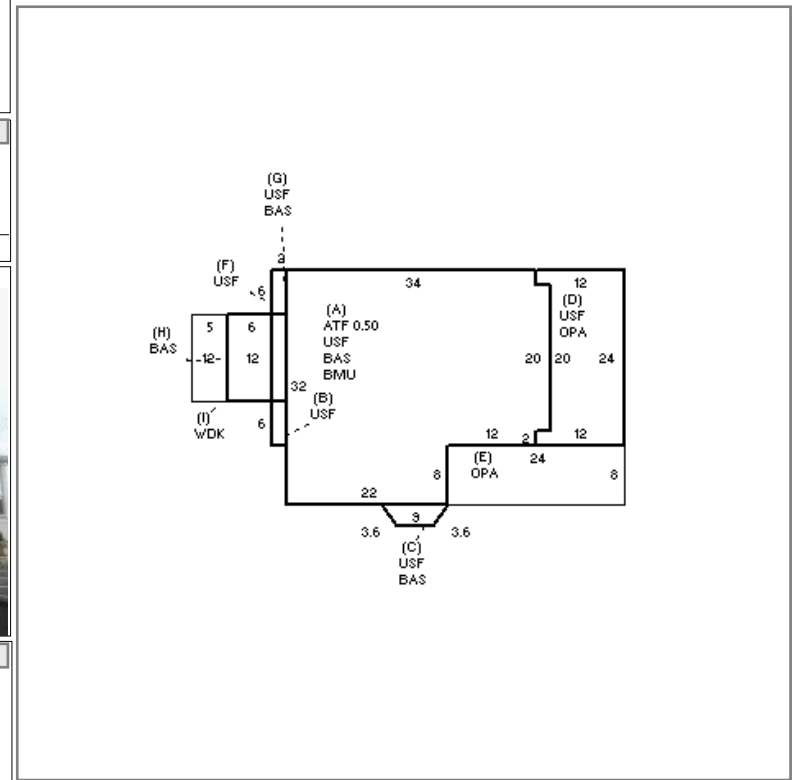 (G)
USF
BAS
2
(F)
USF
6
34
12
(D)
USF
OPA
(A)
ATF 0.50
USF
BAS
BMU
(H)
BAS
5
6
-12-
12
20
20
24
32
(B)
USF
(I)
WDK
6
12
2
12
(E)
OPA
24
8
8
22
9
3.6
3.6
(C)
USF
BAS